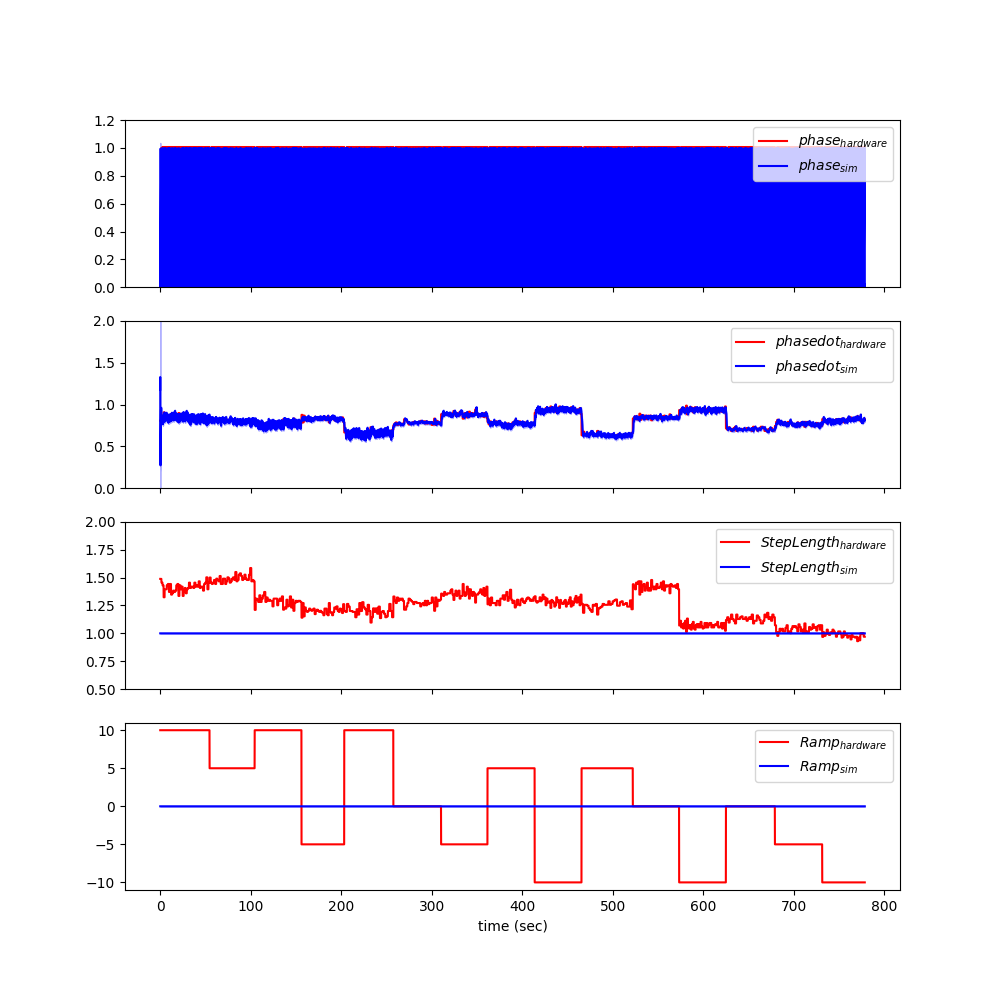 1.2
1.0
0.8
0.6
0.4
0.2
0.0
phase_hardware
phase_sim
2.0
1.5
1.0
0.5
0.0
phasedot_hardware
phasedot_sim
2.00
1.75
1.50
1.25
1.00
0.75
0.50
StepLength_hardware
StepLength_sim
10
5
0
−5
−10
Ramp_hardware
Ramp_sim
0 100 200 300 400 500 600 700 800
time (sec)